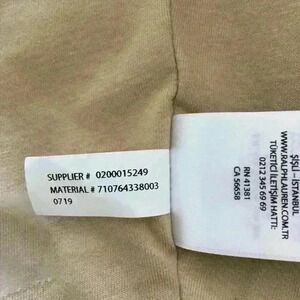 SUPPLIER # 0200015249
MATERIAL # 710764338003
0719
ŞİŞLİ – İSTANBUL
WWW.RALPHLAUREN.COM.TR
TÜKETİCİ İLETİŞİM HATTI:
0212 345 69 69
RN 41381
CA 56658